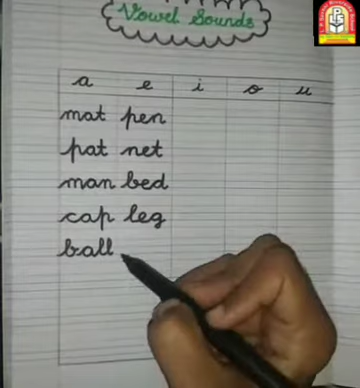 Vowel Sounds
a e i o u
mat pen
pat net
man bed
cap leg
ball